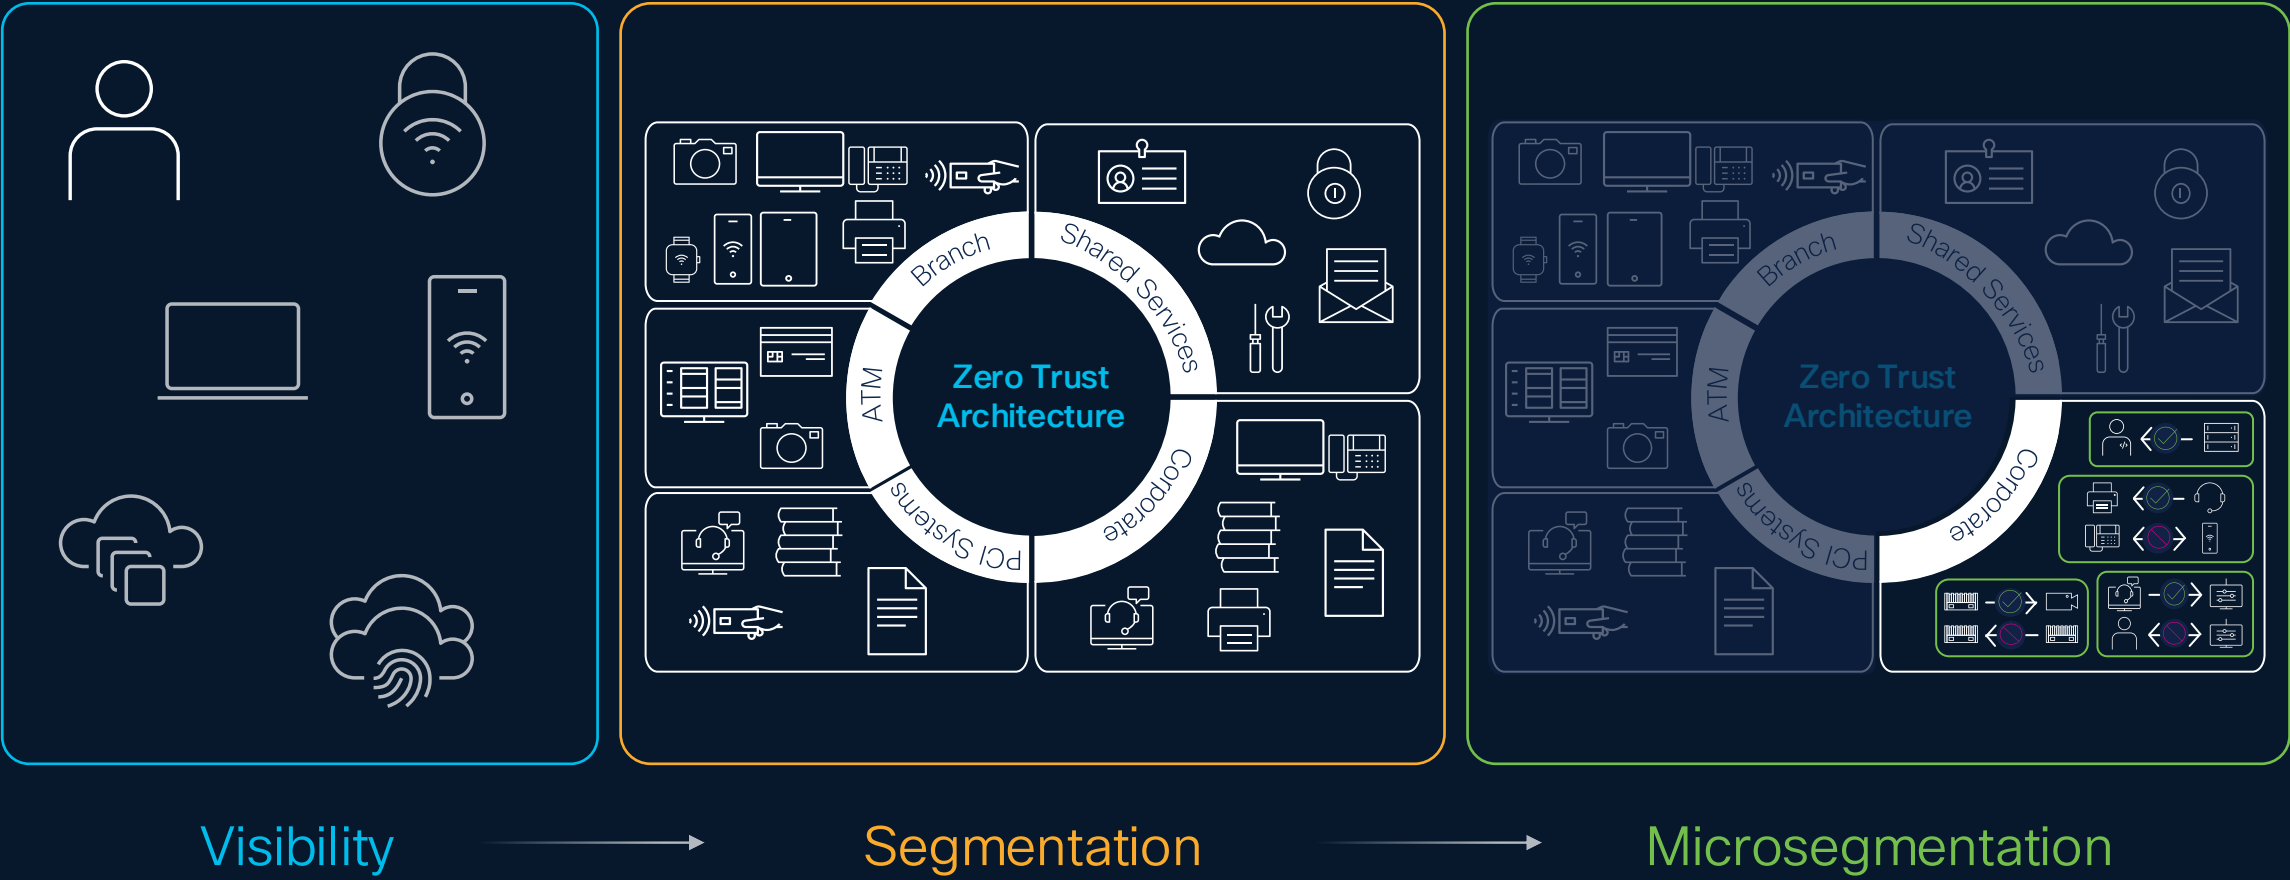 Branch
Shared Services
ATM
Zero Trust
Architecture
PCI Systems
Corporate
Branch
Shared Services
ATM
Zero Trust
Architecture
PCI Systems
Corporate
Visibility
Segmentation
Microsegmentation